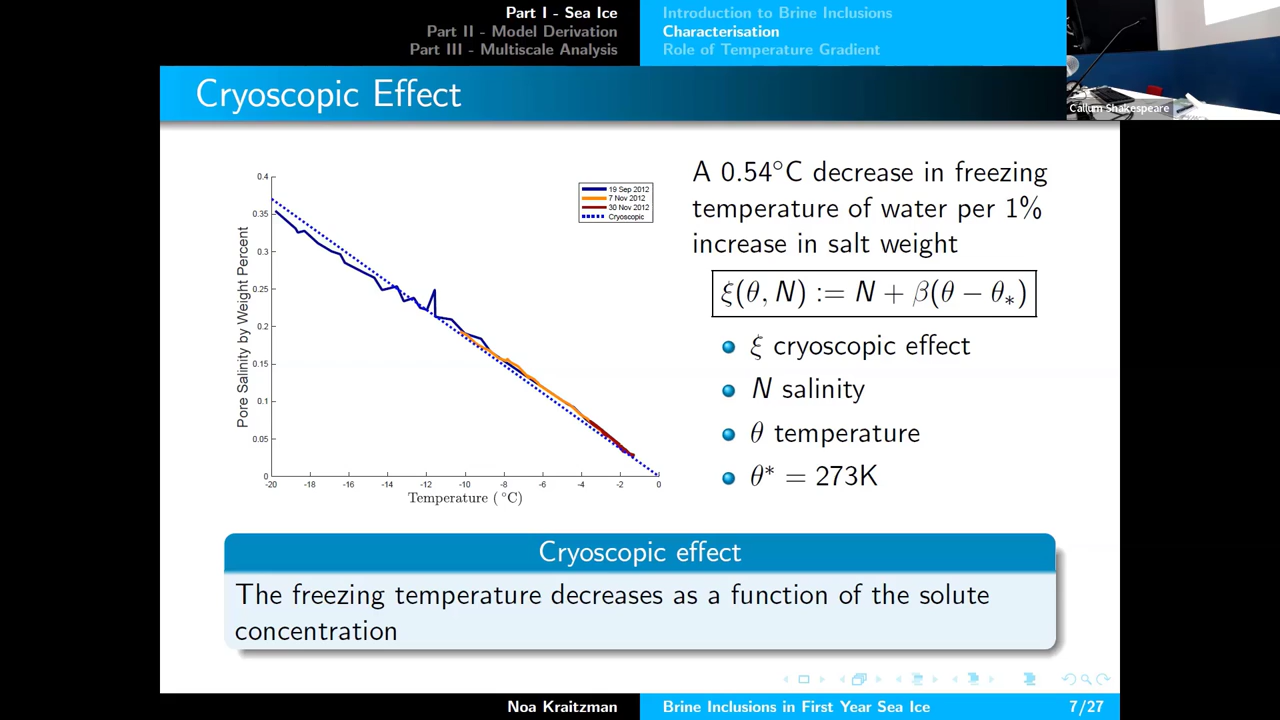 Part I - Sea Ice
Part II - Model Derivation
Part III - Multiscale Analysis
Introduction to Brine Inclusions
Characterisation
Role of Temperature Gradient
Callum Shakespeare
Cryoscopic Effect
0.4
0.35
0.3
0.25
0.2
0.15
0.1
0.05
0
Pore Salinity by Weight Percent
19 Sep 2012
7 Nov 2012
30 Nov 2012
Cryoscopic
-20 -18 -16 -14 -12 -10 -8 -6 -4 -2 0
Temperature ( °C)
A 0.54°C decrease in freezing
temperature of water per 1%
increase in salt weight
ξ(θ, N) := N + β(θ − θ*)
ξ cryoscopic effect
N salinity
θ temperature
θ* = 273K
Cryoscopic effect
The freezing temperature decreases as a function of the solute
concentration
Noa Kraitzman
Brine Inclusions in First Year Sea Ice
7/27